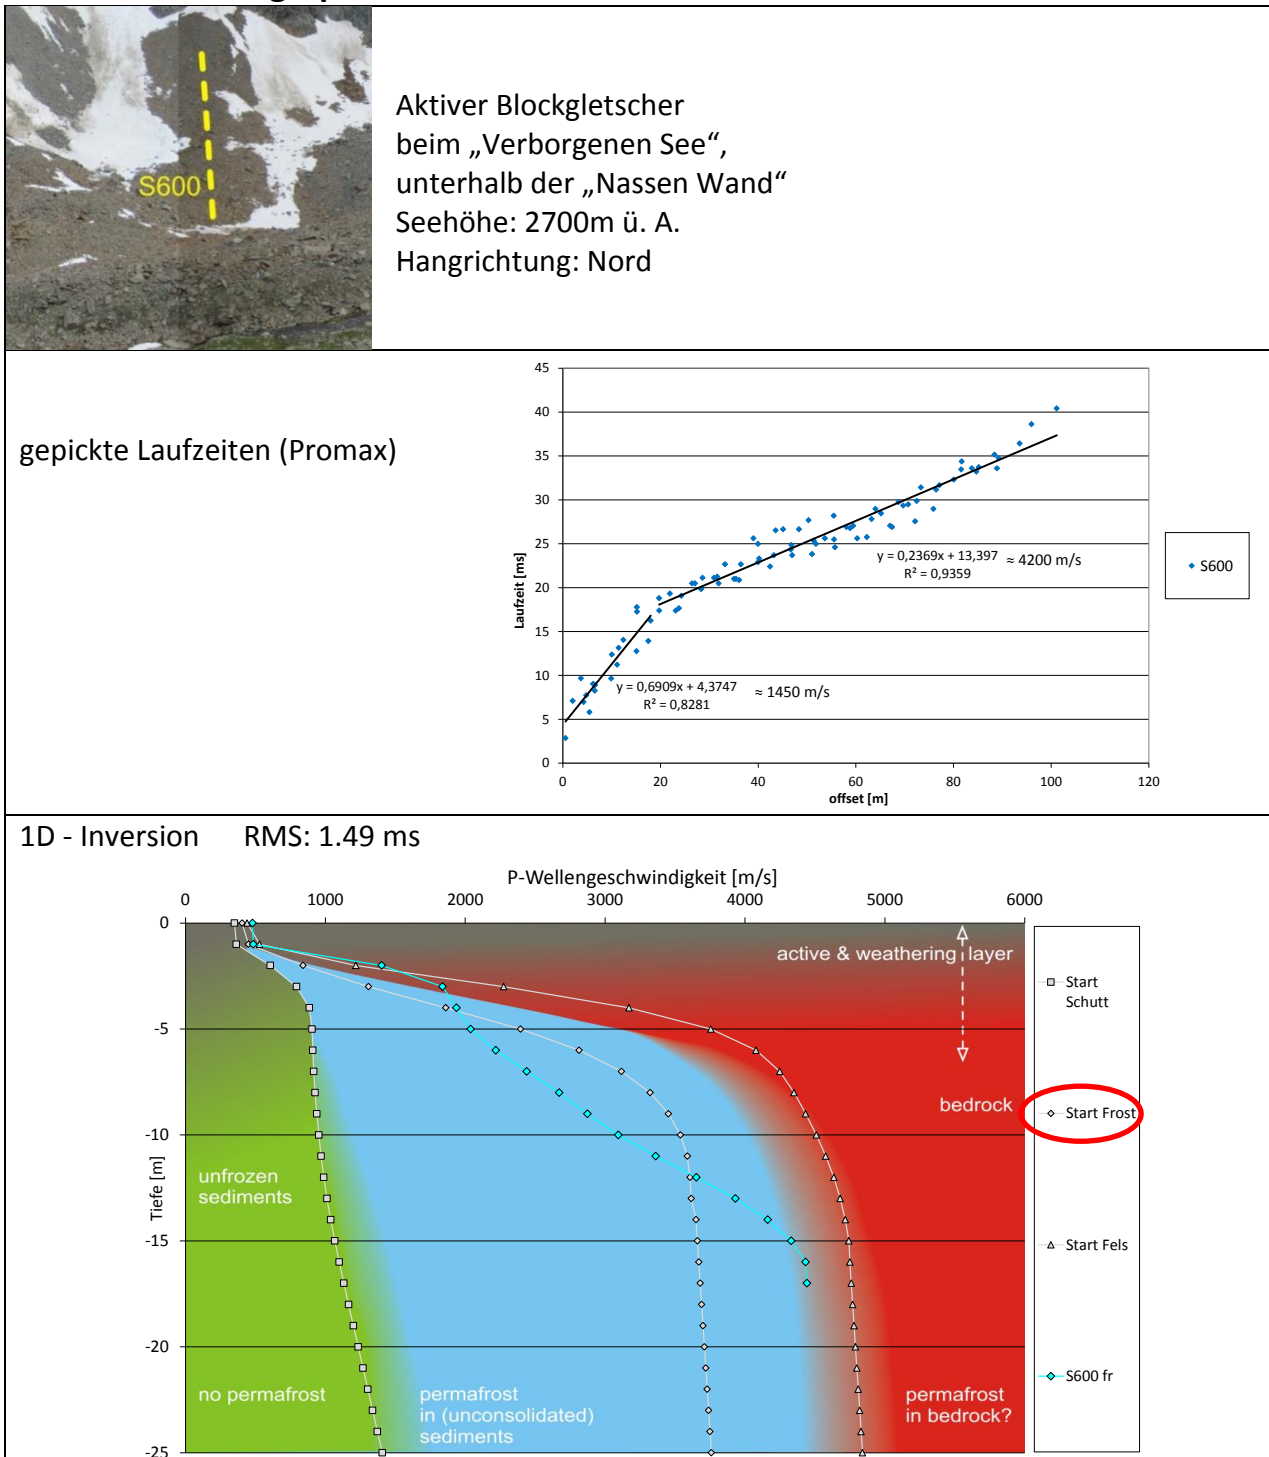 S600
Aktiver Blockgletscher
beim „Verborgenen See“,
unterhalb der „Nassen Wand“
Seehöhe: 2700m ü. A.
Hangrichtung: Nord
gepickte Laufzeiten (Promax)
45
40
35
30
25
20
15
10
5
0
Laufzeit [ms]
y = 0,2369x + 13,397 ≈ 4200 m/s
R² = 0,9359
y = 0,6909x + 4,3747 ≈ 1450 m/s
R² = 0,8281
0 20 40 60 80 100 120
offset [m]
S600
1D - Inversion RMS: 1.49 ms
P-Wellengeschwindigkeit [m/s]
0 1000 2000 3000 4000 5000 6000
0
-5
-10
-15
-20
-25
Tiefe [m]
active & weathering layer
bedrock
unfrozen
sediments
no permafrost
permafrost
in (unconsolidated)
sediments
permafrost
in bedrock?
Start
Schutt
Start Frost
Start Fels
S600 fr